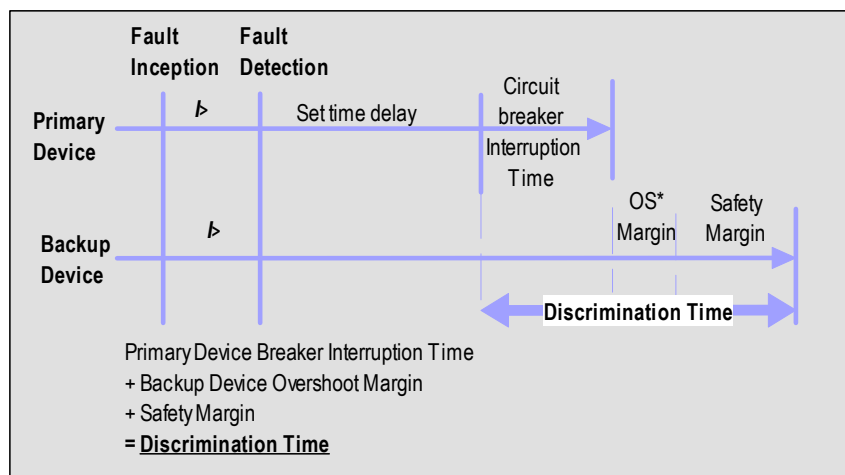 Fault
Inception
Fault
Detection
Primary
Device
I>
Set time delay
Circuit
breaker
Interruption
Time
Backup
Device
I>
OS*
Margin
Safety
Margin
Discrimination Time
Primary Device Breaker Interruption Time
+ Backup Device Overshoot Margin
+ Safety Margin
= Discrimination Time